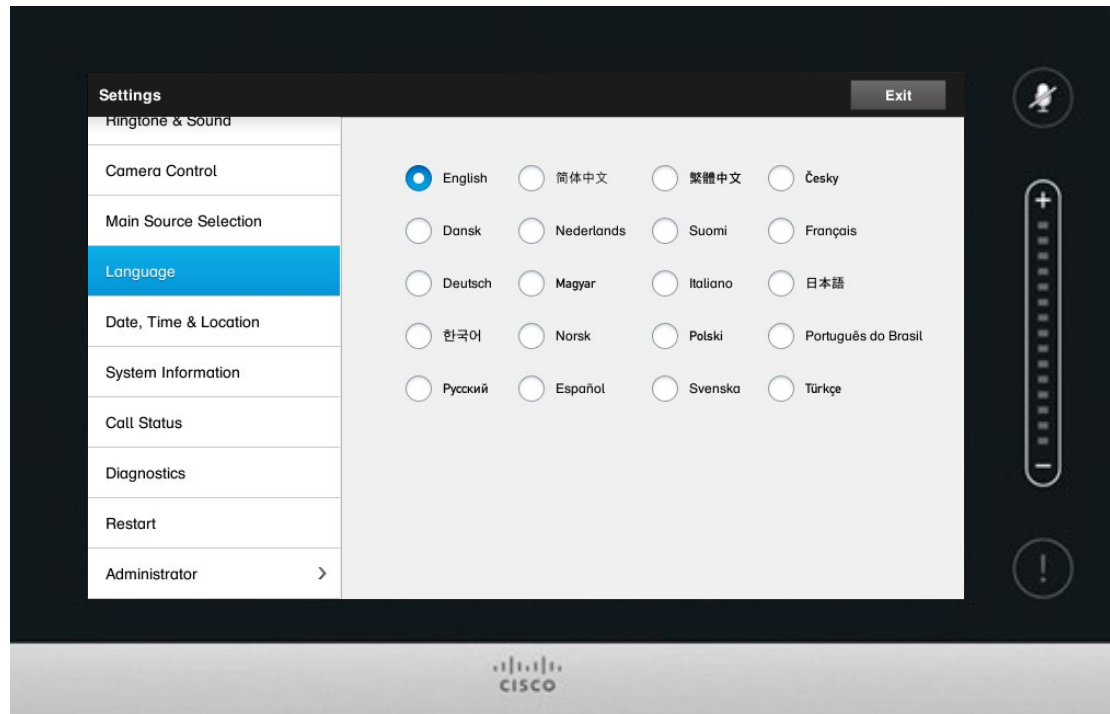 Settings
Exit
Ringtone & Sound
Camera Control
Main Source Selection
Language
Date, Time & Location
System Information
Call Status
Diagnostics
Restart
Administrator
English 简体中文 繁體中文 Česky
Dansk Nederlands Suomi Français
Deutsch Magyar Italiano 日本語
한국어 Norsk Polski Português do Brasil
Русский Español Svenska Türkçe
+
−
!
CISCO